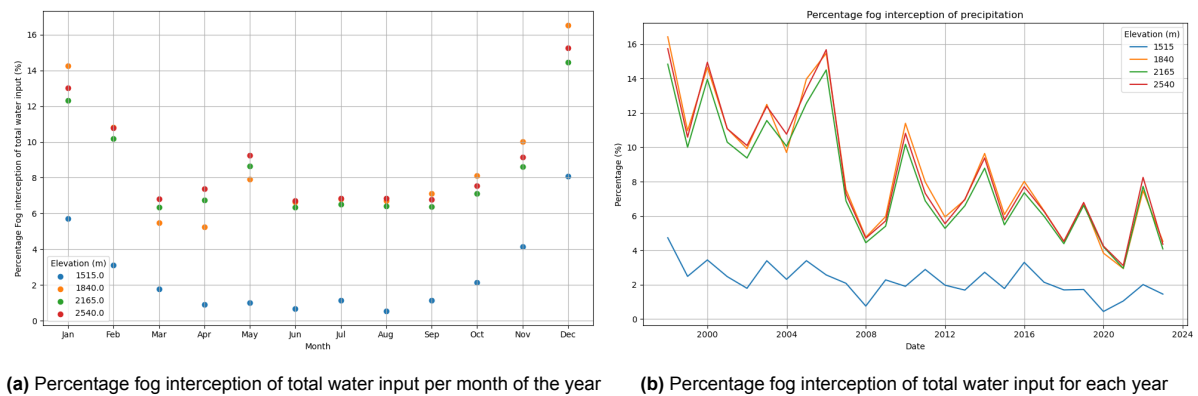 16
14
12
10
8
6
4
2
0
Percentage Fog interception of total water input (%)
Elevation (m)
1515.0
1840.0
2165.0
2540.0
Jan Feb Mar Apr May Jun Jul Aug Sep Oct Nov Dec
Month
Percentage fog interception of precipitation
16
14
12
10
8
6
4
2
0
Percentage (%)
Elevation (m)
1515
1840
2165
2540
2000 2004 2008 2012 2016 2020 2024
Date
(a) Percentage fog interception of total water input per month of the year
(b) Percentage fog interception of total water input for each year